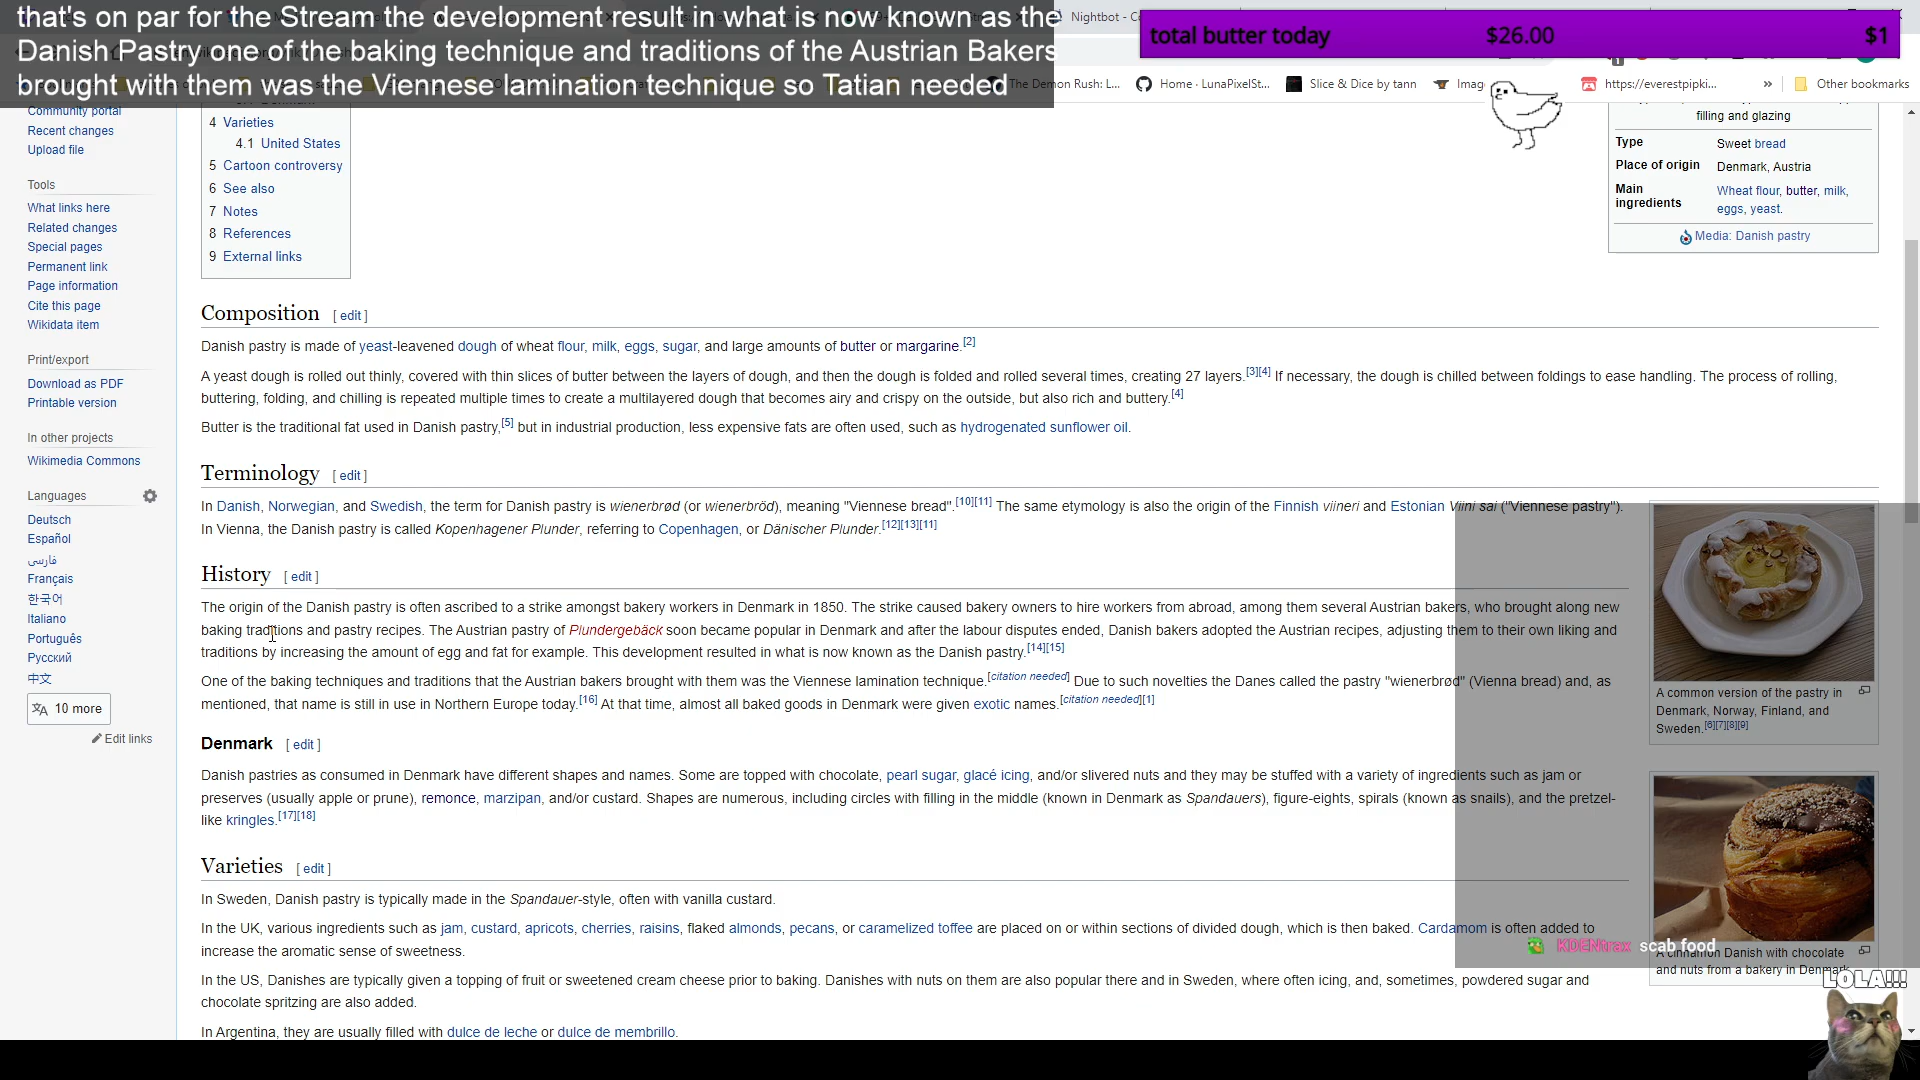 that's on par for the Stream the development result in what is now known as the
Danish Pastry one of the baking technique and traditions of the Austrian Bakers
brought with them was the Viennese lamination technique so Tatian needed
Nightbot - C
total butter today $26.00 $1
The Demon Rush: L...
Home · LunaPixelSt...
Slice & Dice by tann
Imag
https://everestpipki...
»
Other bookmarks
Community portal
Recent changes
Upload file
Tools
What links here
Related changes
Special pages
Permanent link
Page information
Cite this page
Wikidata item
Print/export
Download as PDF
Printable version
In other projects
Wikimedia Commons
Languages
Deutsch
Español
فارسی
Français
한국어
Italiano
Português
Русский
中文
10 more
Edit links
4 Varieties
4.1 United States
5 Cartoon controversy
6 See also
7 Notes
8 References
9 External links
filling and glazing
Type Sweet bread
Place of origin Denmark, Austria
Main Wheat flour, butter, milk,
ingredients eggs, yeast.
Media: Danish pastry
Composition [ edit ]
Danish pastry is made of yeast-leavened dough of wheat flour, milk, eggs, sugar, and large amounts of butter or margarine.[2]
A yeast dough is rolled out thinly, covered with thin slices of butter between the layers of dough, and then the dough is folded and rolled several times, creating 27 layers.[3][4] If necessary, the dough is chilled between foldings to ease handling. The process of rolling,
buttering, folding, and chilling is repeated multiple times to create a multilayered dough that becomes airy and crispy on the outside, but also rich and buttery.[4]
Butter is the traditional fat used in Danish pastry,[5] but in industrial production, less expensive fats are often used, such as hydrogenated sunflower oil.
Terminology [ edit ]
In Danish, Norwegian, and Swedish, the term for Danish pastry is wienerbrød (or wienerbröd), meaning "Viennese bread".[10][11] The same etymology is also the origin of the Finnish viineri and Estonian Viini sai ("Viennese pastry").
In Vienna, the Danish pastry is called Kopenhagener Plunder, referring to Copenhagen, or Dänischer Plunder.[12][13][11]
History [ edit ]
The origin of the Danish pastry is often ascribed to a strike amongst bakery workers in Denmark in 1850. The strike caused bakery owners to hire workers from abroad, among them several Austrian bakers, who brought along new
baking traditions and pastry recipes. The Austrian pastry of Plundergebäck soon became popular in Denmark and after the labour disputes ended, Danish bakers adopted the Austrian recipes, adjusting them to their own liking and
traditions by increasing the amount of egg and fat for example. This development resulted in what is now known as the Danish pastry.[14][15]
One of the baking techniques and traditions that the Austrian bakers brought with them was the Viennese lamination technique.[citation needed] Due to such novelties the Danes called the pastry "wienerbrød" (Vienna bread) and, as
mentioned, that name is still in use in Northern Europe today.[16] At that time, almost all baked goods in Denmark were given exotic names.[citation needed][1]
Denmark [ edit ]
Danish pastries as consumed in Denmark have different shapes and names. Some are topped with chocolate, pearl sugar, glacé icing, and/or slivered nuts and they may be stuffed with a variety of ingredients such as jam or
preserves (usually apple or prune), remonce, marzipan, and/or custard. Shapes are numerous, including circles with filling in the middle (known in Denmark as Spandauers), figure-eights, spirals (known as snails), and the pretzel-
like kringles.[17][18]
Varieties [ edit ]
In Sweden, Danish pastry is typically made in the Spandauer-style, often with vanilla custard.
In the UK, various ingredients such as jam, custard, apricots, cherries, raisins, flaked almonds, pecans, or caramelized toffee are placed on or within sections of divided dough, which is then baked. Cardamom is often added to
increase the aromatic sense of sweetness.
In the US, Danishes are typically given a topping of fruit or sweetened cream cheese prior to baking. Danishes with nuts on them are also popular there and in Sweden, where often icing, and, sometimes, powdered sugar and
chocolate spritzing are also added.
In Argentina, they are usually filled with dulce de leche or dulce de membrillo.
A common version of the pastry in
Denmark, Norway, Finland, and
Sweden.[6][7][8][9]
KDENtrax scab food
A cinnamon Danish with chocolate
and nuts from a bakery in Denmark
LOLA!!!